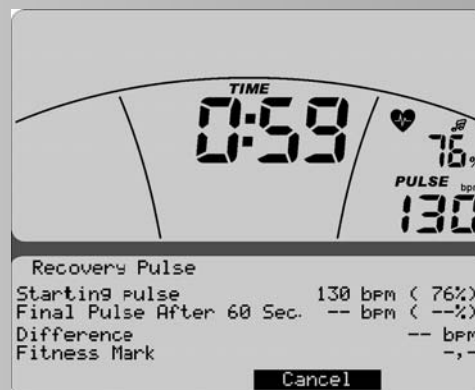 TIME
0:59
76%
PULSE bpm
130
Recovery Pulse
Starting pulse 130 bpm ( 76%)
Final Pulse After 60 Sec. -- bpm ( --%)
Difference -- bpm
Fitness Mark -,-
Cancel